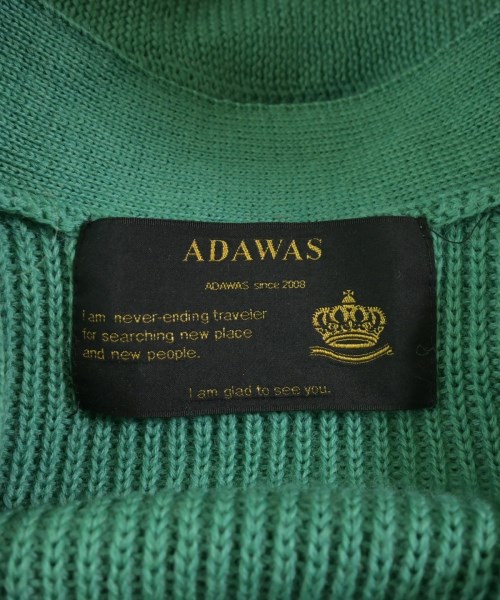 ADAWAS
ADAWAS since 2008
I am never-ending traveler
for searching new place
and new people.
I am glad to see you.